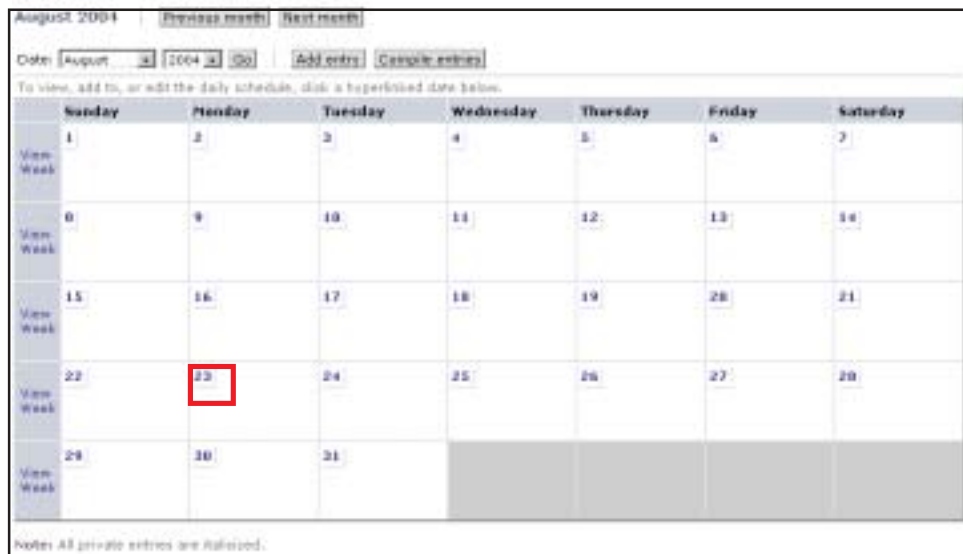 August 2004 Previous month Next month
Date: August 2004 Go Add entry Compile entries
To view, add to, or edit the daily schedule, click a hyperlinked date below.
Sunday Monday Tuesday Wednesday Thursday Friday Saturday
View Week 1 2 3 4 5 6 7
View Week 8 9 10 11 12 13 14
View Week 15 16 17 18 19 20 21
View Week 22 23 24 25 26 27 28
View Week 29 30 31
Note: All private entries are italicized.